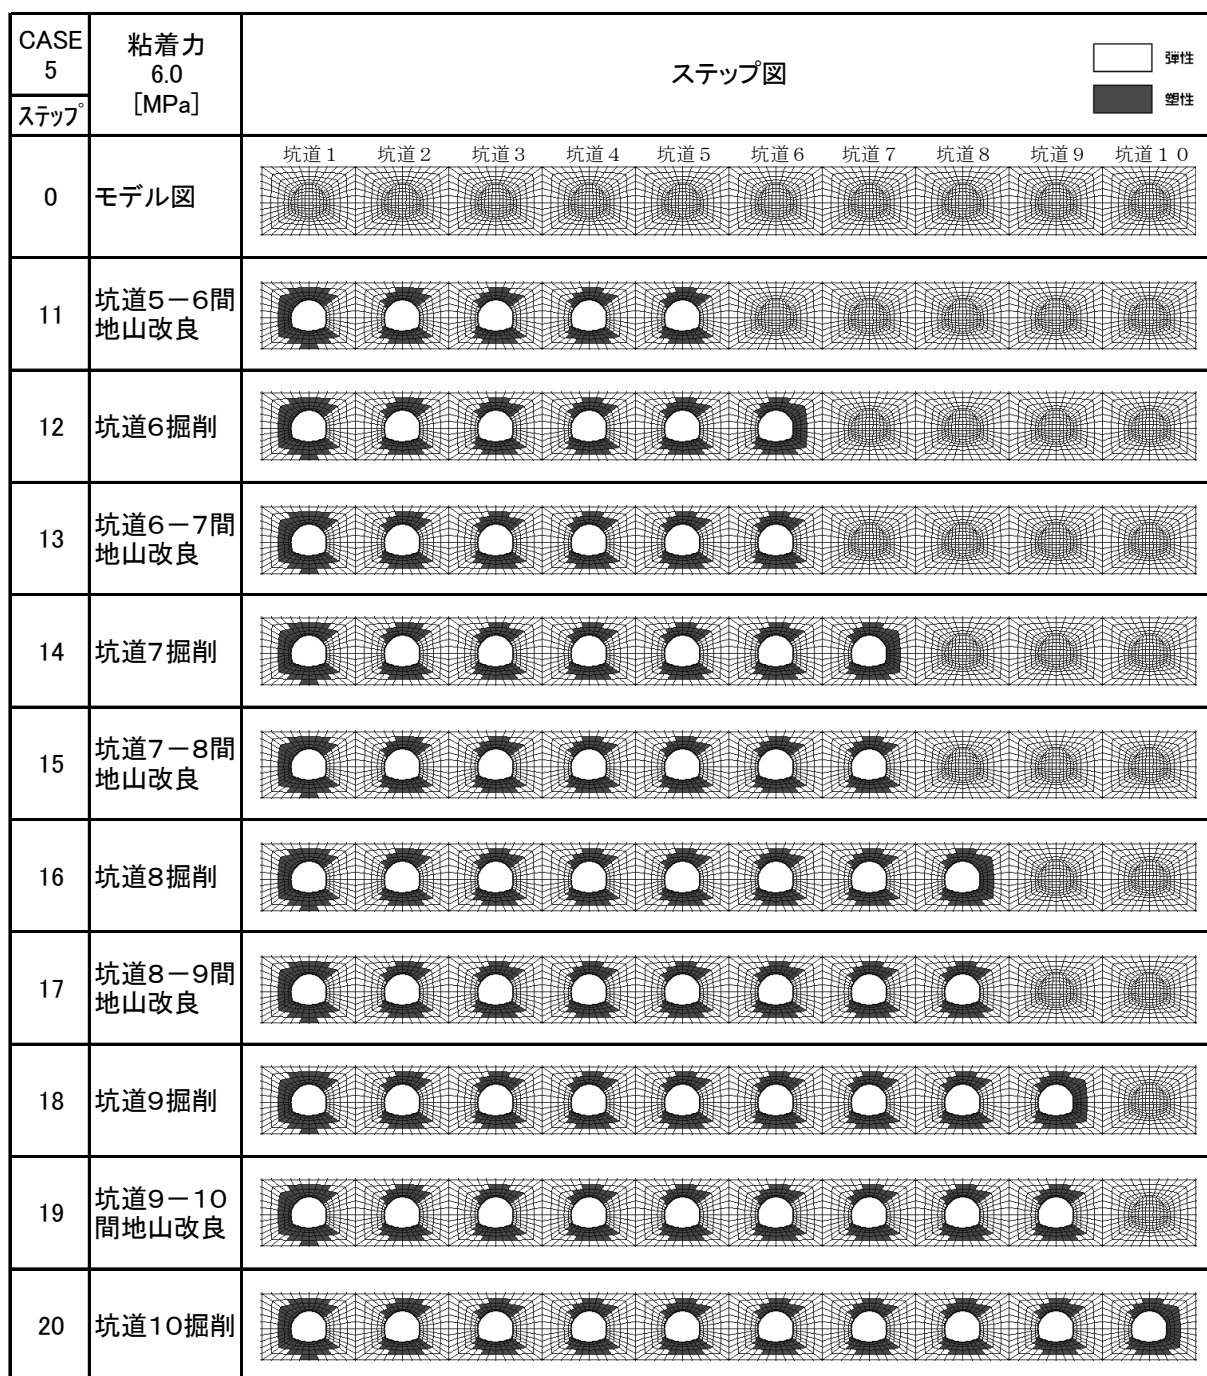 CASE
5
ステップ
粘着力
6.0
[MPa]
ステップ図
弾性
塑性
坑道1 坑道2 坑道3 坑道4 坑道5 坑道6 坑道7 坑道8 坑道9 坑道10
0 モデル図
11 坑道5-6間
地山改良
12 坑道6掘削
13 坑道6-7間
地山改良
14 坑道7掘削
15 坑道7-8間
地山改良
16 坑道8掘削
17 坑道8-9間
地山改良
18 坑道9掘削
19 坑道9-10
間地山改良
20 坑道10掘削